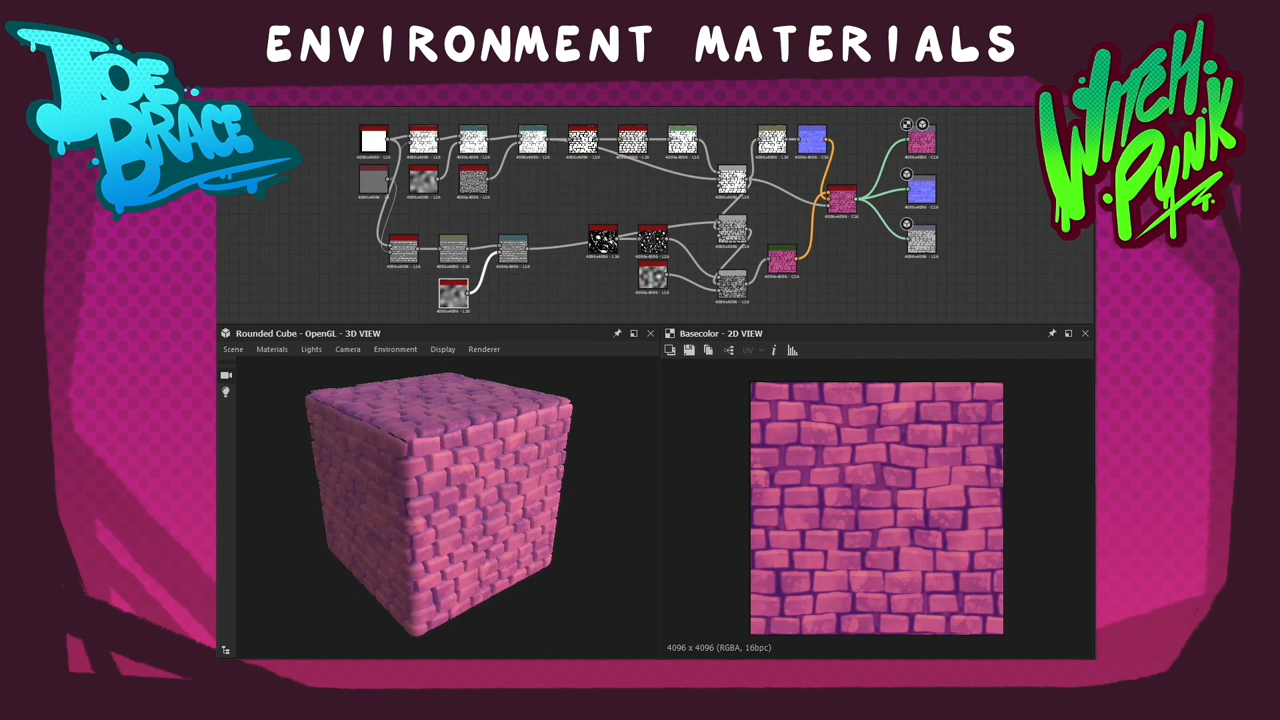 ENVIRONMENT MATERIALS
JOE BRACE
WITCH PUNK
Rounded Cube - OpenGL - 3D VIEW
Scene Materials Lights Camera Environment Display Renderer
Basecolor - 2D VIEW
UV
4096 x 4096 (RGBA, 16bpc)